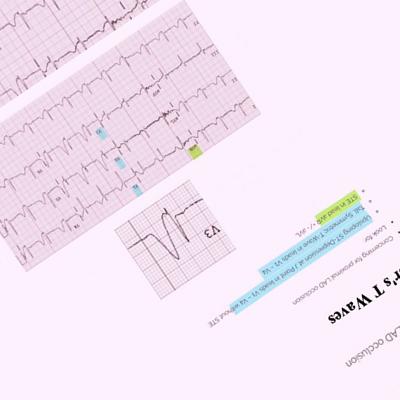 LAD occlusion
r's T Waves
Concerning for proximal LAD occlusion
Look for
Upsloping ST-Depression at J Point in leads V1 - V4 without STE
Tall, Symmetric T-Wave in leads V1 - V4
STE in lead aVR +/- aVL
V3